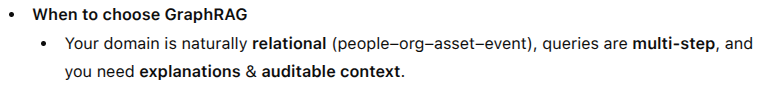 • When to choose GraphRAG
• Your domain is naturally relational (people–org–asset–event), queries are multi-step, and
you need explanations & auditable context.